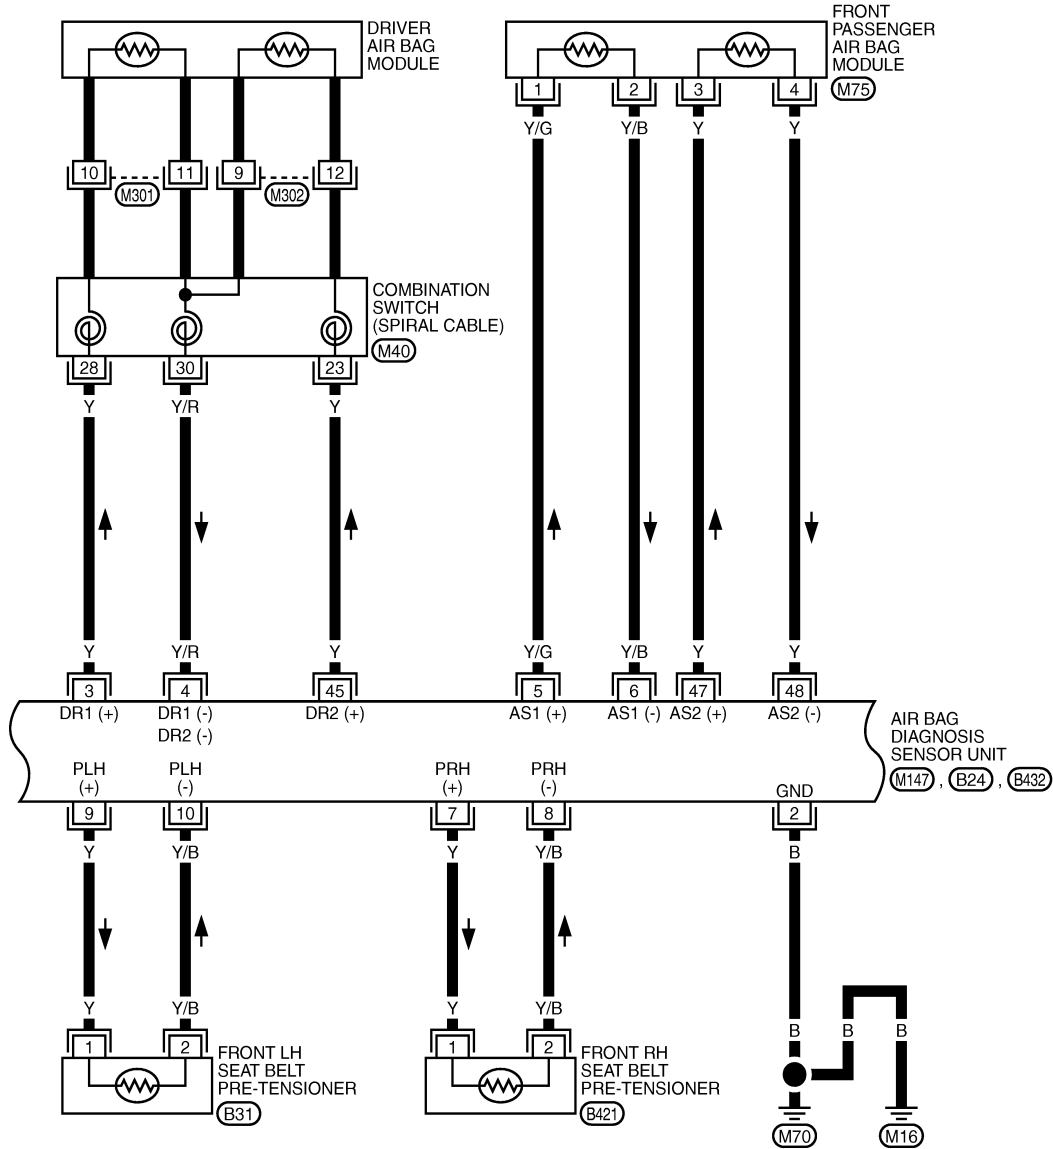 DRIVER
AIR BAG
MODULE
FRONT
PASSENGER
AIR BAG
MODULE
M75
1 2 3 4
Y/G Y/B Y Y
10 11 9 12
M301 M302
COMBINATION
SWITCH
(SPIRAL CABLE)
M40
28 30 23
Y Y/R Y
Y Y/R Y Y/G Y/B Y Y
3 4 45 5 6 47 48
DR1 (+) DR1 (-) DR2 (+) AS1 (+) AS1 (-) AS2 (+) AS2 (-)
DR2 (-)
AIR BAG
DIAGNOSIS
SENSOR UNIT
M147 , B24 , B432
PLH PLH PRH PRH
(+) (-) (+) (-) GND
9 10 7 8 2
Y Y/B Y Y/B B
Y Y/B Y Y/B
B B B
1 2 1 2
FRONT LH
SEAT BELT
PRE-TENSIONER
B31
FRONT RH
SEAT BELT
PRE-TENSIONER
B421
M70 M16